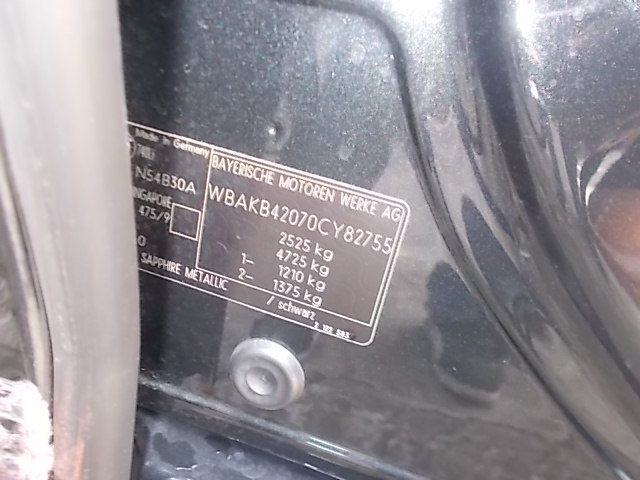 Made in Germany
BAYERISCHE MOTOREN WERKE AG
N54B30A
WBAKB42070CY82755
475/9
2525 kg
4725 kg
1- 1210 kg
2- 1375 kg
SAPPHIRE METALLIC
/ schwarz